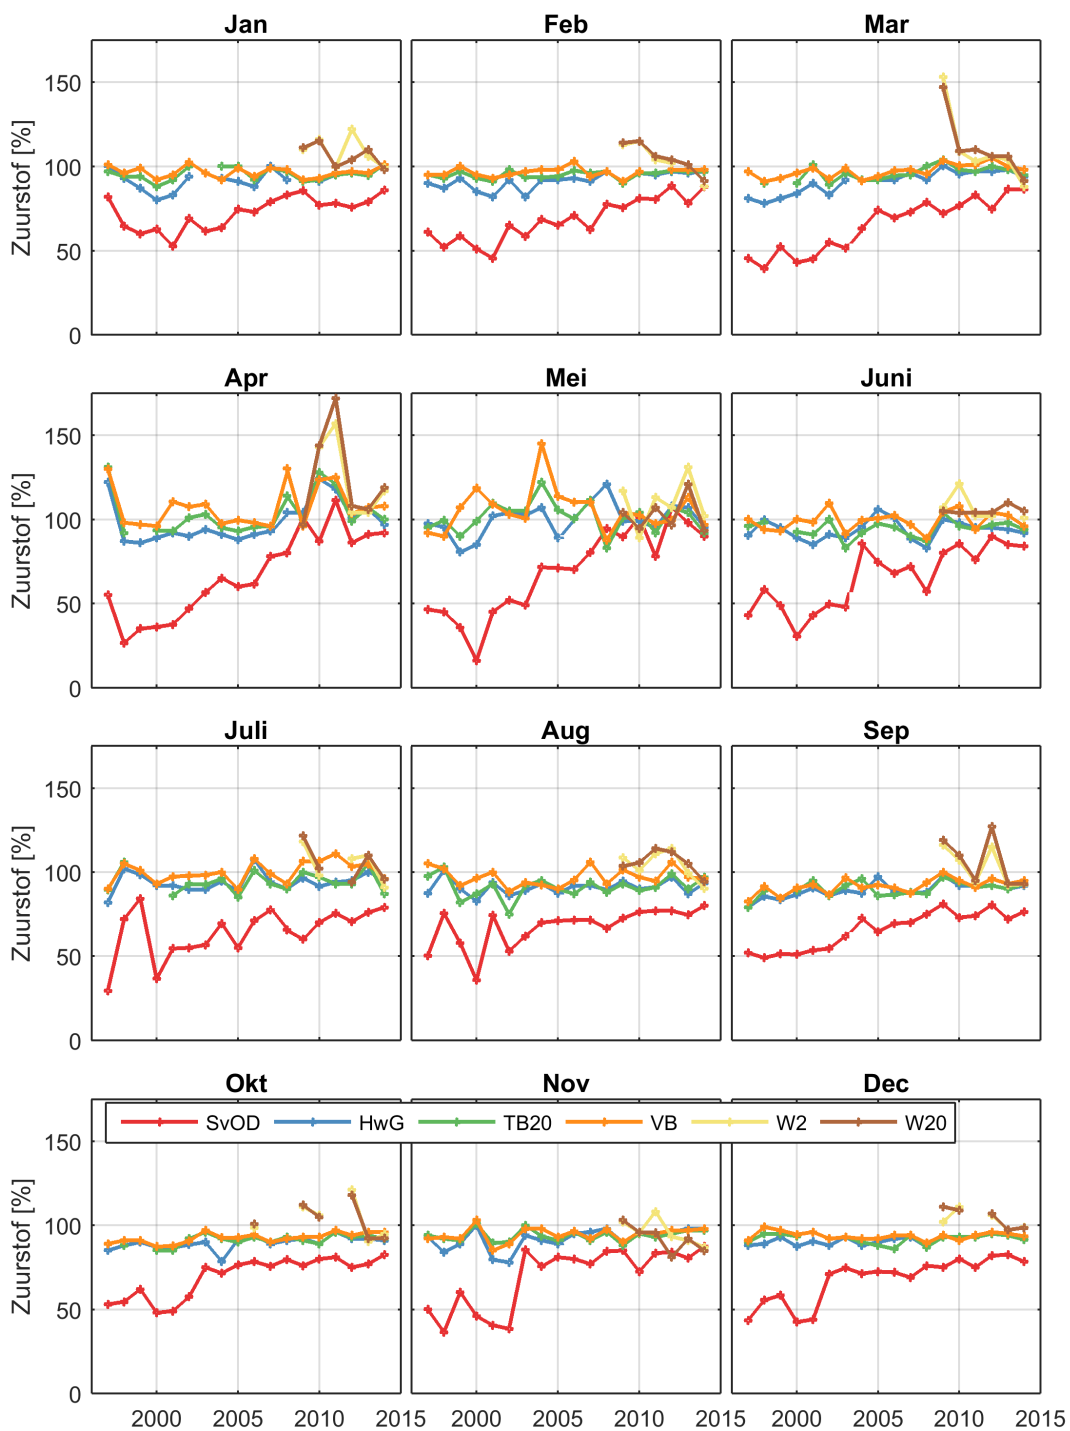 Jan Feb Mar
Zuurstof [%]
150
100
50
0
Apr Mei Juni
Zuurstof [%]
150
100
50
0
Juli Aug Sep
Zuurstof [%]
150
100
50
0
Okt Nov Dec
SvOD HwG TB20 VB W2 W20
Zuurstof [%]
150
100
50
0
2000 2005 2010 2015 2000 2005 2010 2015 2000 2005 2010 2015